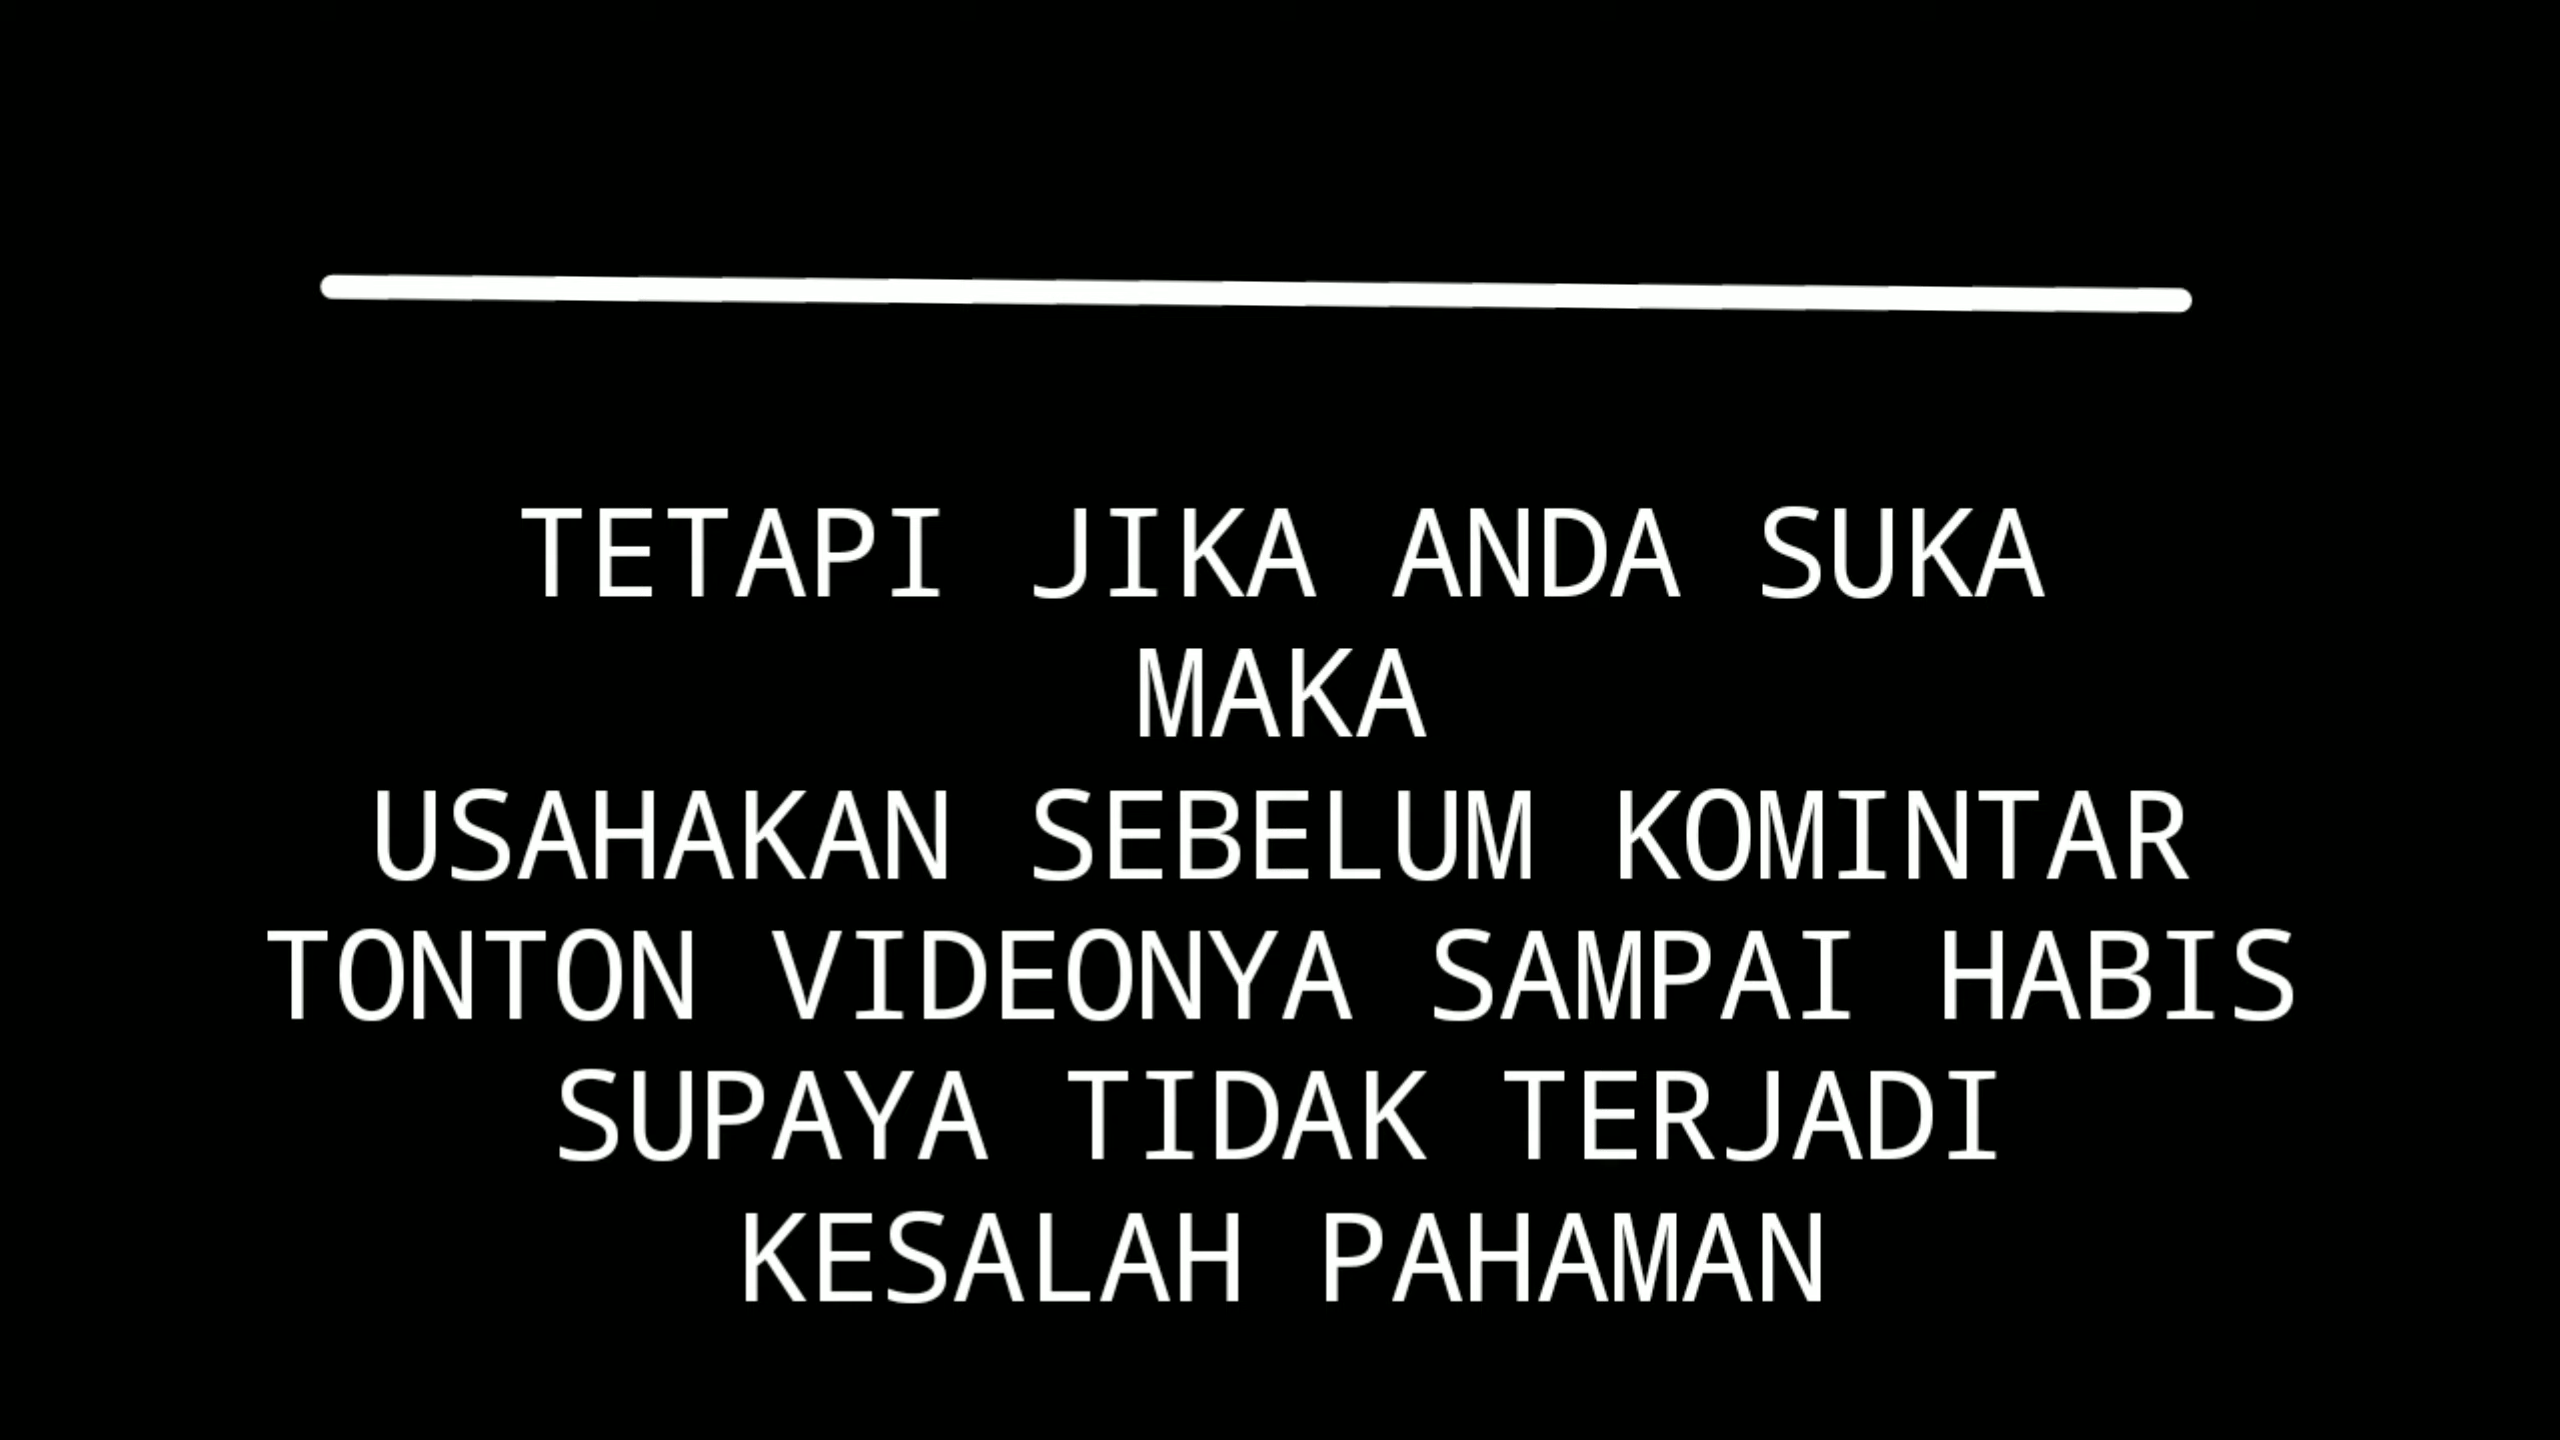 TETAPI JIKA ANDA SUKA
MAKA
USAHAKAN SEBELUM KOMINTAR
TONTON VIDEONYA SAMPAI HABIS
SUPAYA TIDAK TERJADI
KESALAH PAHAMAN